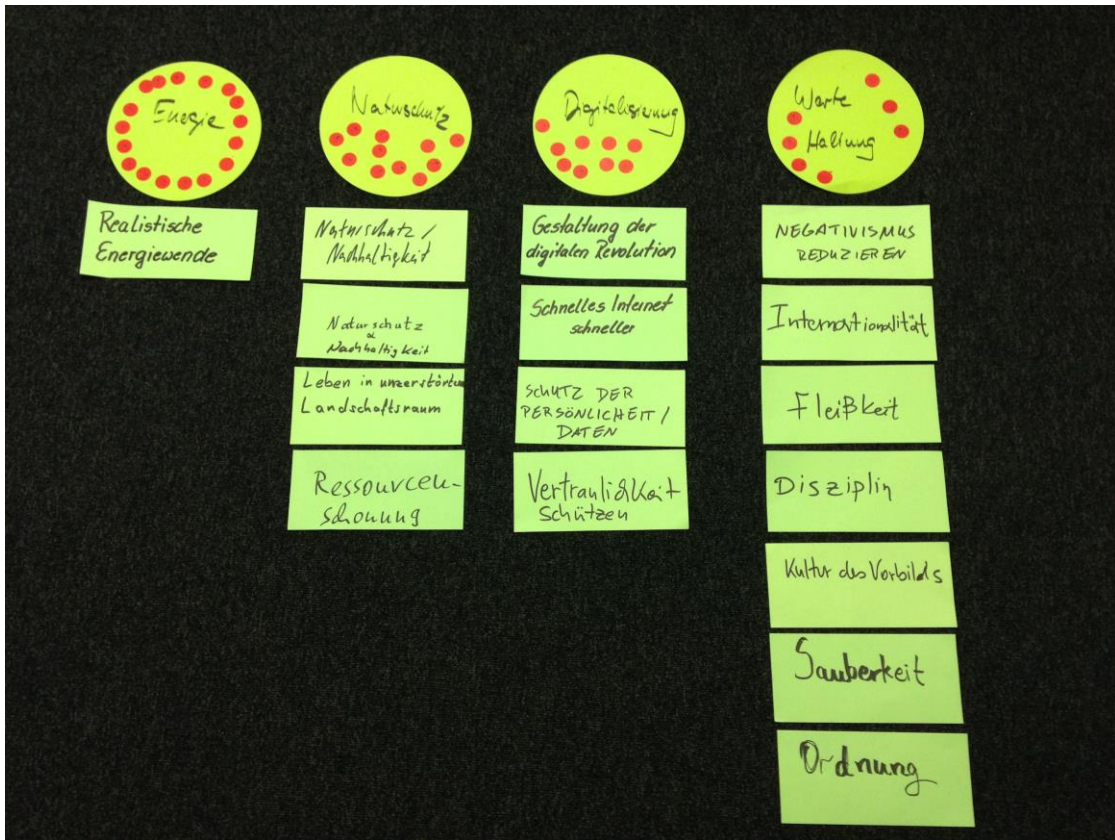 Energie
Realistische
Energiewende
Naturschutz
Naturschutz /
Nachhaltigkeit
Naturschutz
&
Nachhaltigkeit
Leben in unzerstörtem
Landschaftsraum
Ressourcen-
schonung
Digitalisierung
Gestaltung der
digitalen Revolution
Schnelles Internet
schneller
SCHUTZ DER
PERSÖNLICHEIT /
DATEN
Vertraulichkeit
schützen
Werte
Haltung
NEGATIVISMUS
REDUZIEREN
Internationalität
Fleißkeit
Disziplin
Kultur des Vorbilds
Sauberkeit
Ordnung